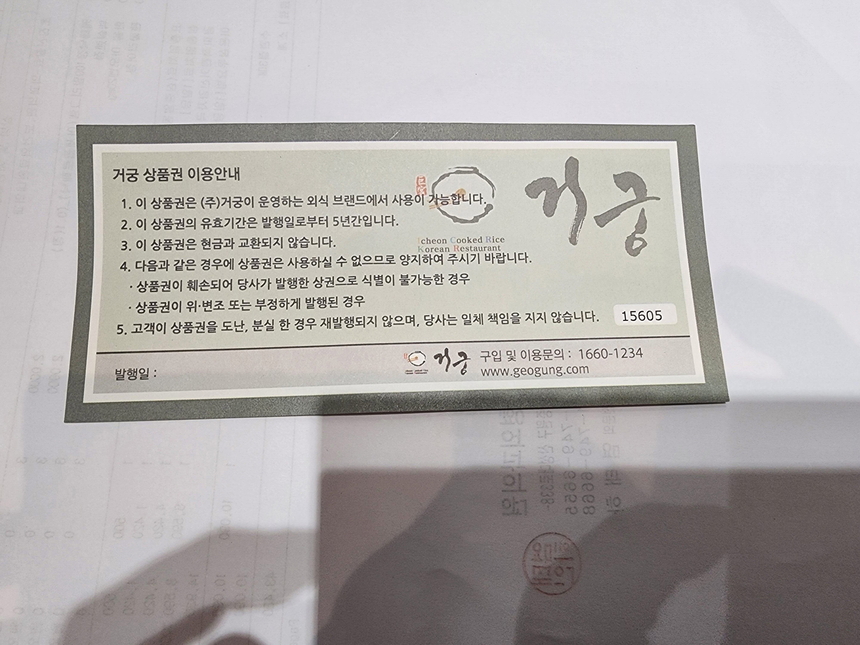 거궁 상품권 이용안내
1. 이 상품권은 (주)거궁이 운영하는 외식 브랜드에서 사용이 가능합니다.
2. 이 상품권의 유효기간은 발행일로부터 5년간입니다.
3. 이 상품권은 현금과 교환되지 않습니다.
4. 다음과 같은 경우에 상품권은 사용하실 수 없으므로 양지하여 주시기 바랍니다.
· 상품권이 훼손되어 당사가 발행한 상권으로 식별이 불가능한 경우
· 상품권이 위·변조 또는 부정하게 발행된 경우
5. 고객이 상품권을 도난, 분실 한 경우 재발행되지 않으며, 당사는 일체 책임을 지지 않습니다.
거궁
Icheon Cooked Rice
Korean Restaurant
15605
발행일 :
거궁
구입 및 이용문의 : 1660-1234
www.geogung.com